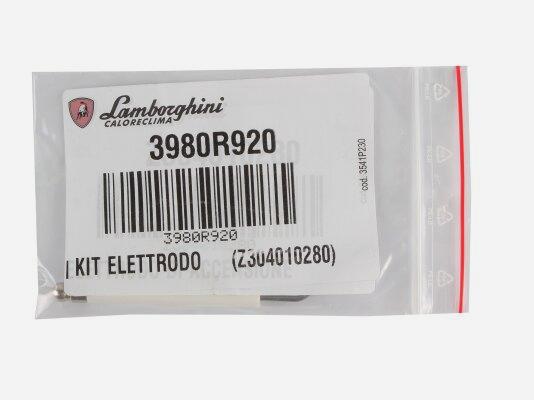 Lamborghini
CALORECLIMA
3980R920
3980R920
KIT ELETTRODO (Z304010280)
cod. 3541P230